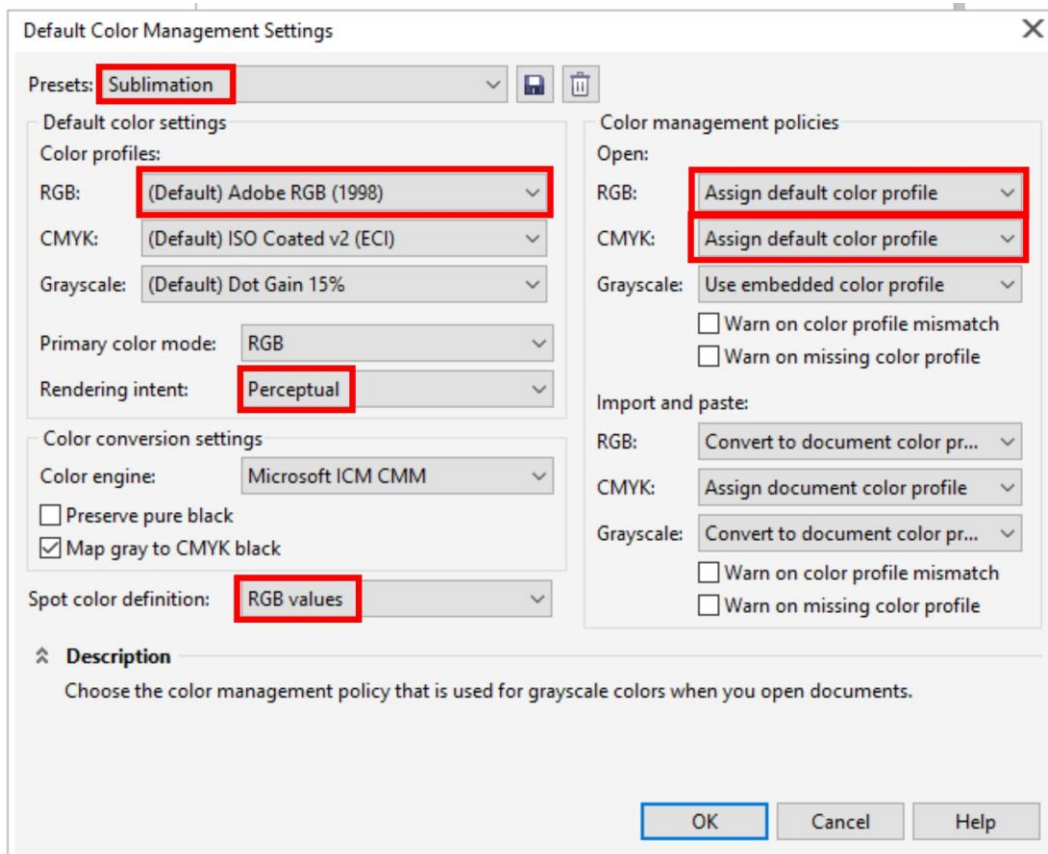 Default Color Management Settings
Presets: Sublimation
Default color settings
Color profiles:
RGB: (Default) Adobe RGB (1998)
CMYK: (Default) ISO Coated v2 (ECI)
Grayscale: (Default) Dot Gain 15%
Primary color mode: RGB
Rendering intent: Perceptual
Color conversion settings
Color engine: Microsoft ICM CMM
Preserve pure black
Map gray to CMYK black
Spot color definition: RGB values
Color management policies
Open:
RGB: Assign default color profile
CMYK: Assign default color profile
Grayscale: Use embedded color profile
Warn on color profile mismatch
Warn on missing color profile
Import and paste:
RGB: Convert to document color pr...
CMYK: Assign document color profile
Grayscale: Convert to document color pr...
Warn on color profile mismatch
Warn on missing color profile
Description
Choose the color management policy that is used for grayscale colors when you open documents.
OK Cancel Help